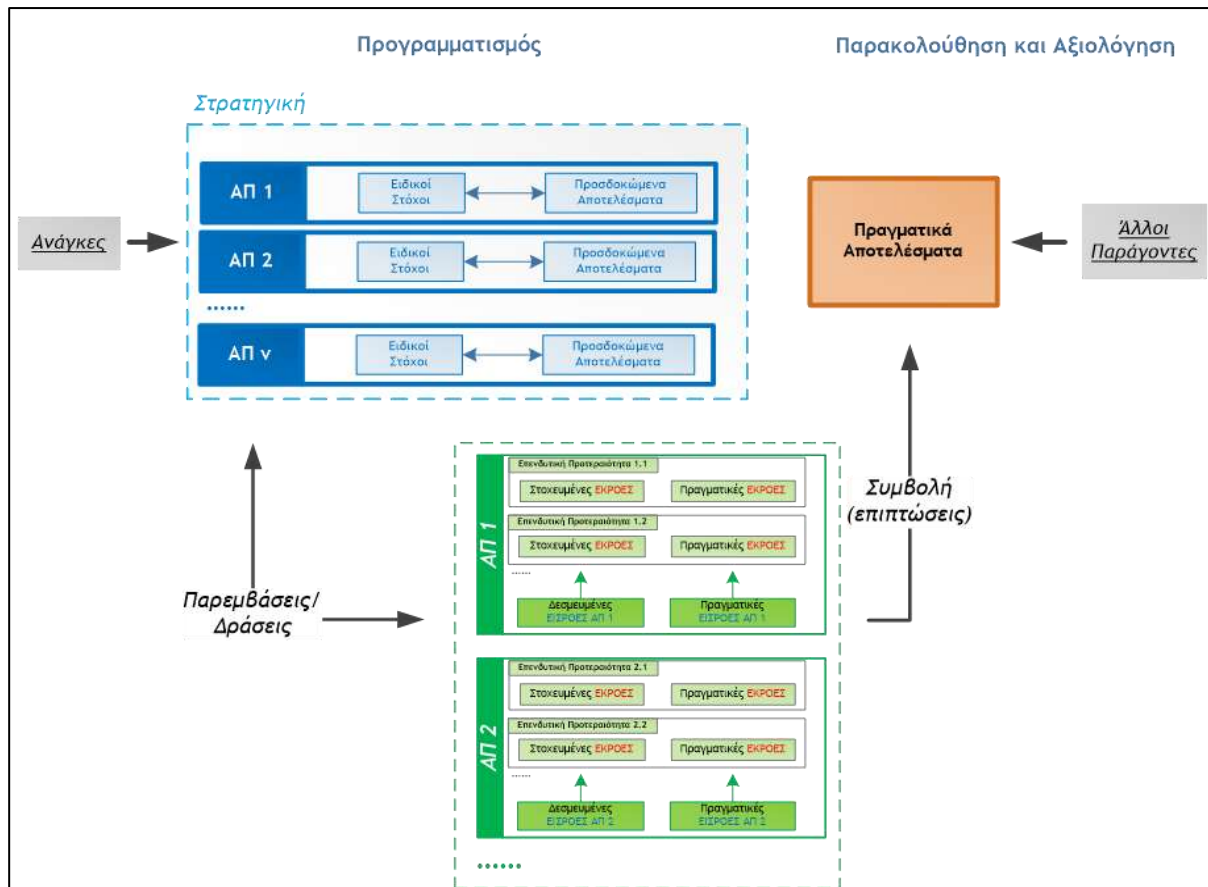 Προγραμματισμός
Παρακολούθηση και Αξιολόγηση
Στρατηγική
ΑΠ 1
Ειδικοί
Στόχοι
Προσδοκώμενα
Αποτελέσματα
ΑΠ 2
Ειδικοί
Στόχοι
Προσδοκώμενα
Αποτελέσματα
......
ΑΠ ν
Ειδικοί
Στόχοι
Προσδοκώμενα
Αποτελέσματα
Ανάγκες
Πραγματικά
Αποτελέσματα
Άλλοι
Παράγοντες
Παρεμβάσεις/
Δράσεις
ΑΠ 1
Επενδυτική Προτεραιότητα 1.1
Στοχευμένες ΕΚΡΟΕΣ
Πραγματικές ΕΚΡΟΕΣ
Επενδυτική Προτεραιότητα 1.2
Στοχευμένες ΕΚΡΟΕΣ
Πραγματικές ΕΚΡΟΕΣ
......
Δεσμευμένες
ΕΙΣΡΟΕΣ ΑΠ 1
Πραγματικές
ΕΙΣΡΟΕΣ ΑΠ 1
ΑΠ 2
Επενδυτική Προτεραιότητα 2.1
Στοχευμένες ΕΚΡΟΕΣ
Πραγματικές ΕΚΡΟΕΣ
Επενδυτική Προτεραιότητα 2.2
Στοχευμένες ΕΚΡΟΕΣ
Πραγματικές ΕΚΡΟΕΣ
......
Δεσμευμένες
ΕΙΣΡΟΕΣ ΑΠ 2
Πραγματικές
ΕΙΣΡΟΕΣ ΑΠ 2
......
Συμβολή
(επιπτώσεις)